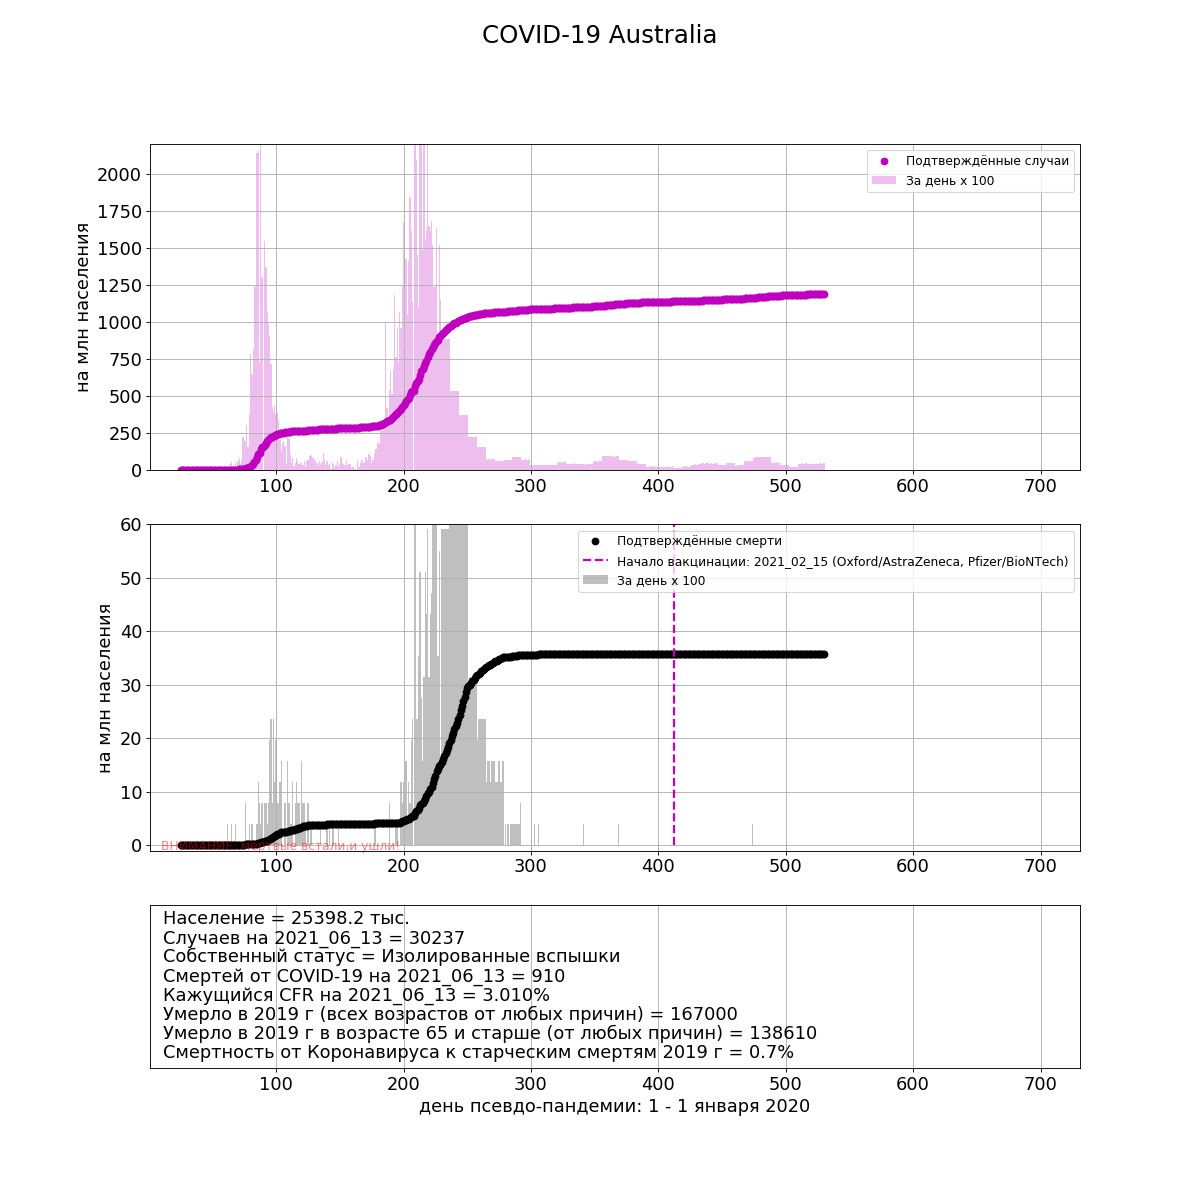 COVID-19 Australia
на млн населения
2000
1750
1500
1250
1000
750
500
250
0
Подтверждённые случаи
За день x 100
100 200 300 400 500 600 700
на млн населения
60
50
40
30
20
10
0
Подтверждённые смерти
Начало вакцинации: 2021_02_15 (Oxford/AstraZeneca, Pfizer/BioNTech)
За день x 100
встали и ушли!
100 200 300 400 500 600 700
Население = 25398.2 тыс.
Случаев на 2021_06_13 = 30237
Собственный статус = Изолированные вспышки
Смертей от COVID-19 на 2021_06_13 = 910
Кажущийся CFR на 2021_06_13 = 3.010%
Умерло в 2019 г (всех возрастов от любых причин) = 167000
Умерло в 2019 г в возрасте 65 и старше (от любых причин) = 138610
Смертность от Коронавируса к старческим смертям 2019 г = 0.7%
100 200 300 400 500 600 700
день псевдо-пандемии: 1 - 1 января 2020